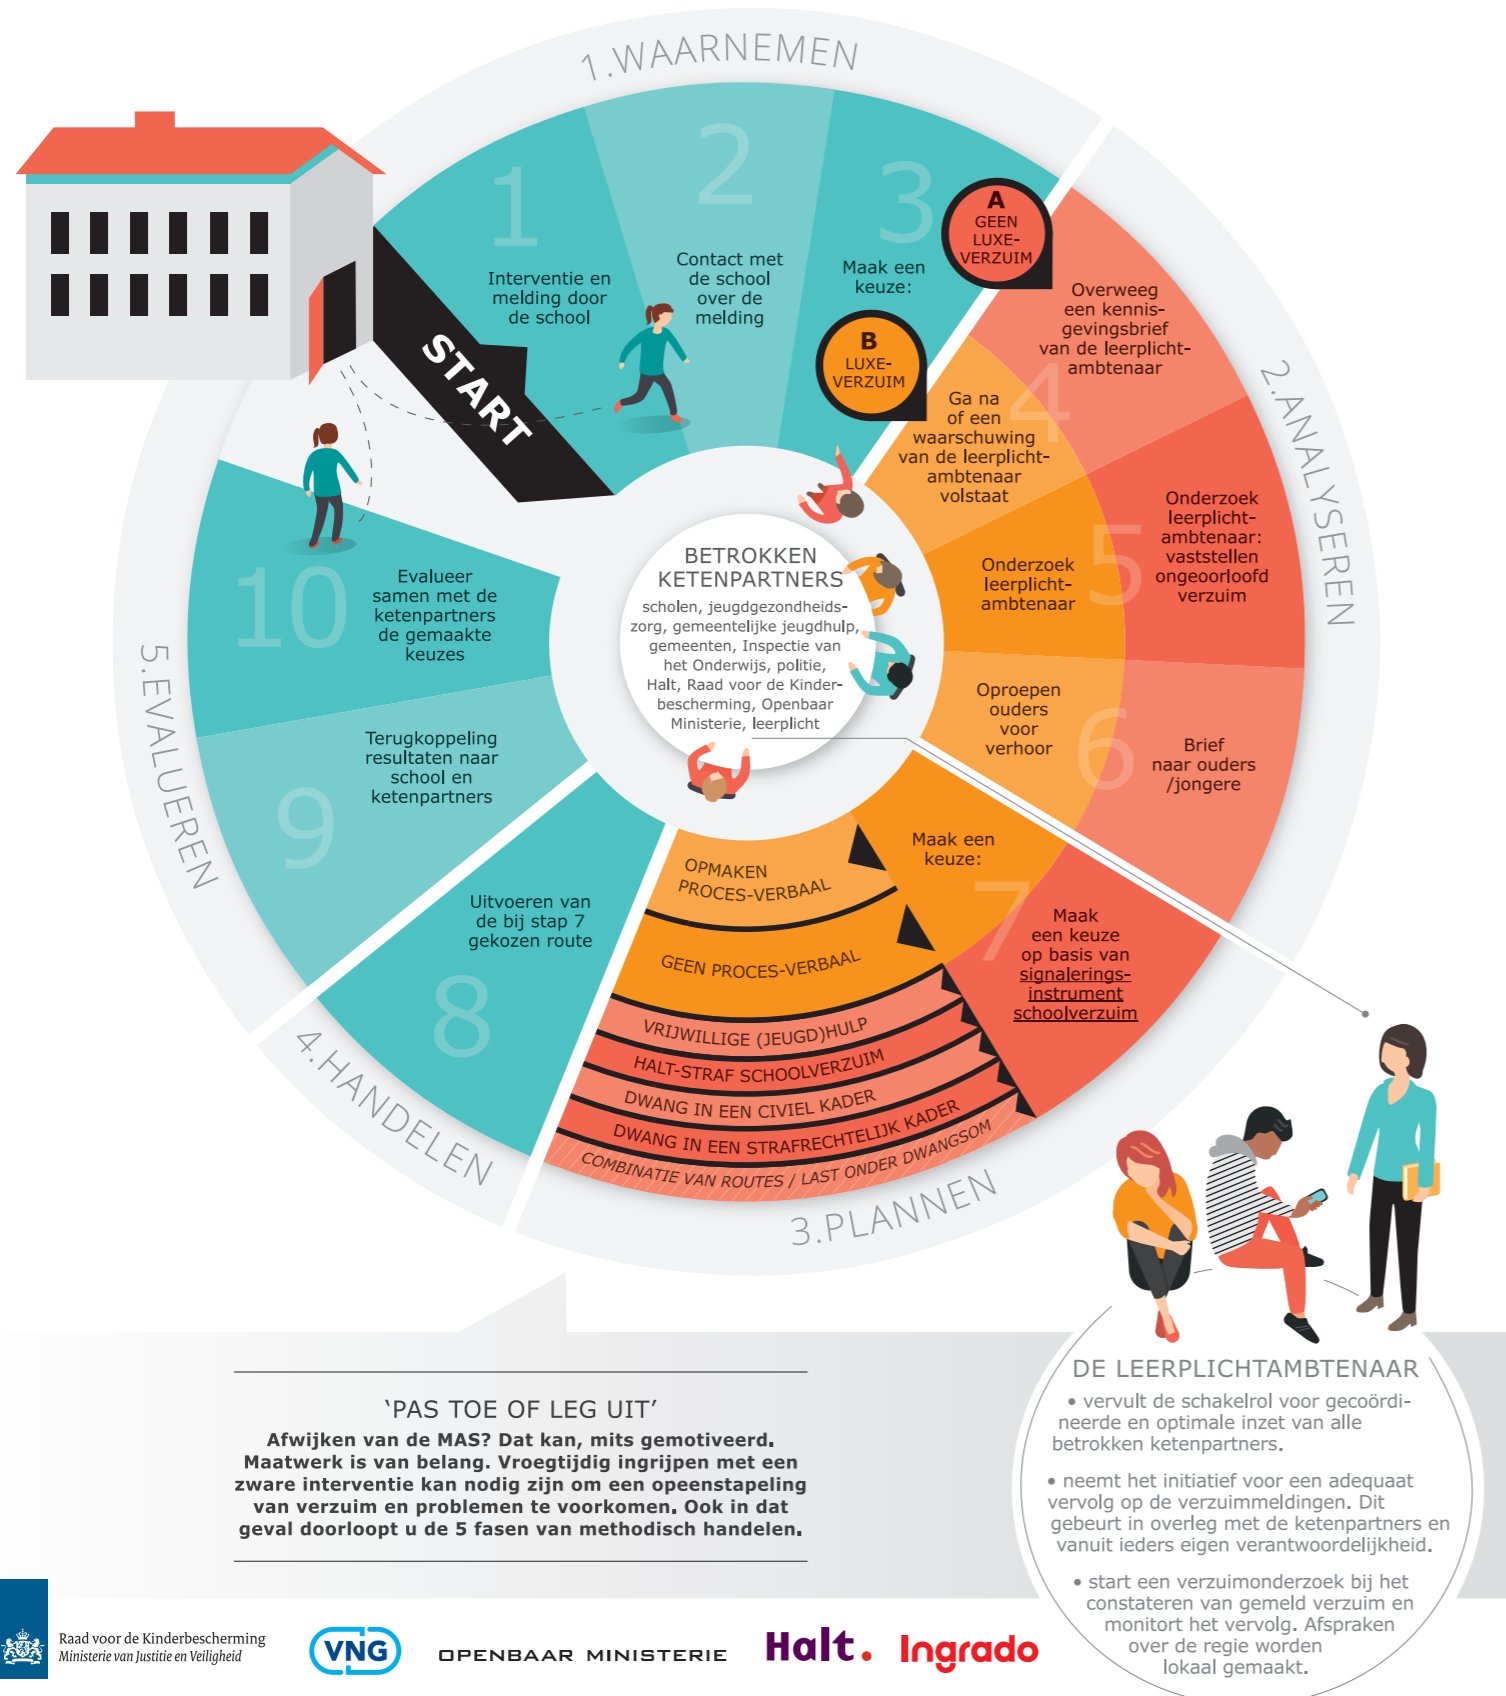 1.WAARNEMEN
START
1
Interventie en
melding door
de school
2
Contact met
de school
over de
melding
3
Maak een
keuze:
A
GEEN
LUXE-
VERZUIM
B
LUXE-
VERZUIM
2.ANALYSEREN
4
Overweeg
een kennis-
gevingsbrief
van de leerplicht-
ambtenaar
Ga na
of een
waarschuwing
van de leerplicht-
ambtenaar
volstaat
5
Onderzoek
leerplicht-
ambtenaar:
vaststellen
ongeoorloofd
verzuim
Onderzoek
leerplicht-
ambtenaar
6
Oproepen
ouders
voor
verhoor
Brief
naar ouders
/jongere
3.PLANNEN
7
Maak een
keuze:
Maak
een keuze
op basis van
signalerings-
instrument
schoolverzuim
OPMAKEN
PROCES-VERBAAL
GEEN PROCES-VERBAAL
VRIJWILLIGE (JEUGD)HULP
HALT-STRAF SCHOOLVERZUIM
DWANG IN EEN CIVIEL KADER
DWANG IN EEN STRAFRECHTELIJK KADER
COMBINATIE VAN ROUTES / LAST ONDER DWANGSOM
4.HANDELEN
8
Uitvoeren van
de bij stap 7
gekozen route
5.EVALUEREN
9
Terugkoppeling
resultaten naar
school en
ketenpartners
10
Evalueer
samen met de
ketenpartners
de gemaakte
keuzes
BETROKKEN
KETENPARTNERS
scholen, jeugdgezondheids-
zorg, gemeentelijke jeugdhulp,
gemeenten, Inspectie van
het Onderwijs, politie,
Halt, Raad voor de Kinder-
bescherming, Openbaar
Ministerie, leerplicht
'PAS TOE OF LEG UIT'
Afwijken van de MAS? Dat kan, mits gemotiveerd.
Maatwerk is van belang. Vroegtijdig ingrijpen met een
zware interventie kan nodig zijn om een opeenstapeling
van verzuim en problemen te voorkomen. Ook in dat
geval doorloopt u de 5 fasen van methodisch handelen.
DE LEERPLICHTAMBTENAAR
• vervult de schakelrol voor gecoördi-
neerde en optimale inzet van alle
betrokken ketenpartners.
• neemt het initiatief voor een adequaat
vervolg op de verzuimmeldingen. Dit
gebeurt in overleg met de ketenpartners en
vanuit ieders eigen verantwoordelijkheid.
• start een verzuimonderzoek bij het
constateren van gemeld verzuim en
monitort het vervolg. Afspraken
over de regie worden
lokaal gemaakt.
Raad voor de Kinderbescherming
Ministerie van Justitie en Veiligheid
VNG
OPENBAAR MINISTERIE
Halt.
Ingrado